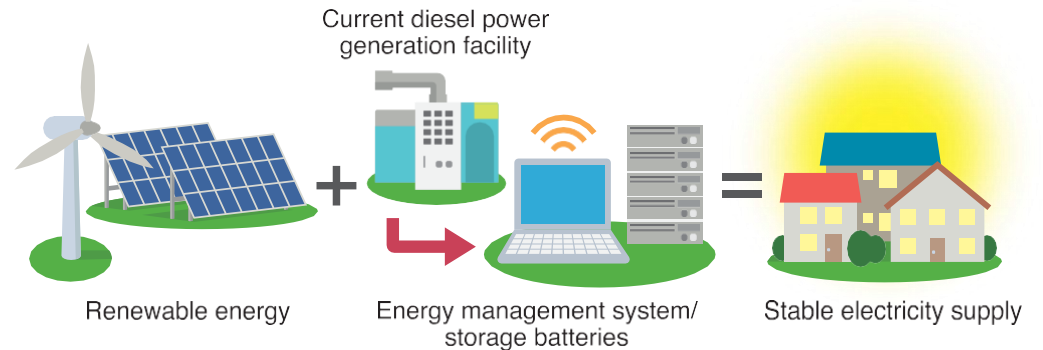 Current diesel power
generation facility
Renewable energy
Energy management system/
storage batteries
Stable electricity supply